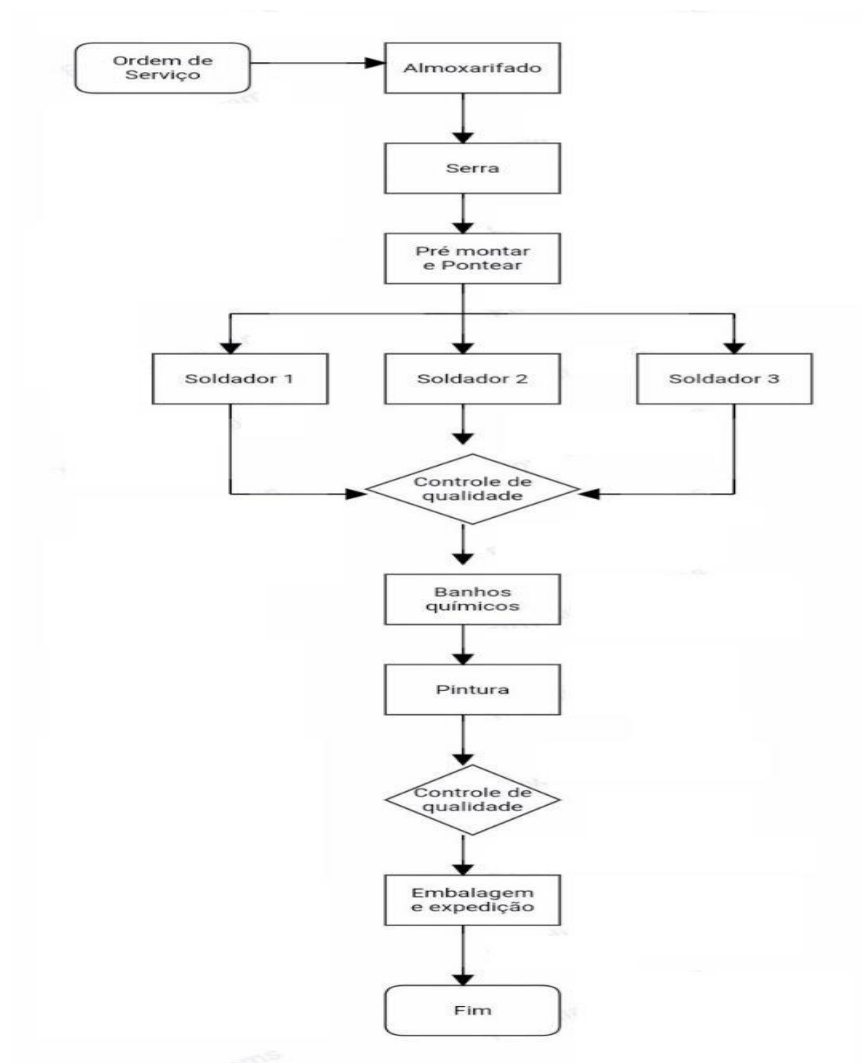 Ordem de
Serviço
Almoxarifado
Serra
Pré montar
e Pontear
Soldador 1
Soldador 2
Soldador 3
Controle de
qualidade
Banhos
químicos
Pintura
Controle de
qualidade
Embalagem
e expedição
Fim